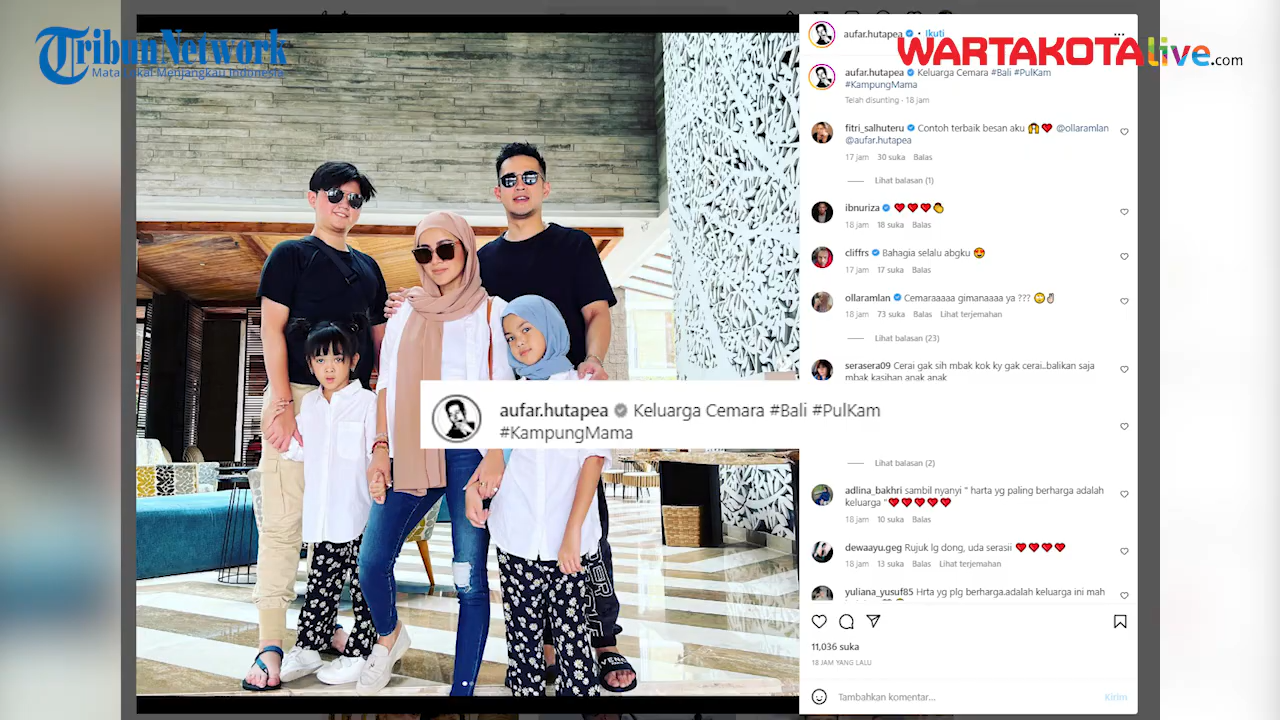 TribunNetwork
Mata Lokal Menjangkau Indonesia
WARTAKOTAlive.com
aufar.hutapea • Ikuti
aufar.hutapea Keluarga Cemara #Bali #PulKam
#KampungMama
Telah disunting · 18 jam
fitri_salhuteru Contoh terbaik besan aku @ollaramlan
@aufar.hutapea
17 jam 30 suka Balas
Lihat balasan (1)
ibnuriza
18 jam 18 suka Balas
cliffrs Bahagia selalu abgku
17 jam 17 suka Balas
ollaramlan Cemaraaaaa gimanaaaa ya ???
18 jam 73 suka Balas Lihat terjemahan
Lihat balasan (23)
serasera09 Cerai gak sih mbak kok ky gak cerai..balikan saja
mbak kasihan anak anak
aufar.hutapea Keluarga Cemara #Bali #PulKam
#KampungMama
Lihat balasan (2)
adlina_bakhri sambil nyanyi " harta yg paling berharga adalah
keluarga "
18 jam 10 suka Balas
dewaayu.geg Rujuk lg dong, uda serasii
18 jam 13 suka Balas Lihat terjemahan
yuliana_yusuf85 Hrta yg plg berharga.adalah keluarga ini mah
11,036 suka
18 JAM YANG LALU
Tambahkan komentar...
Kirim